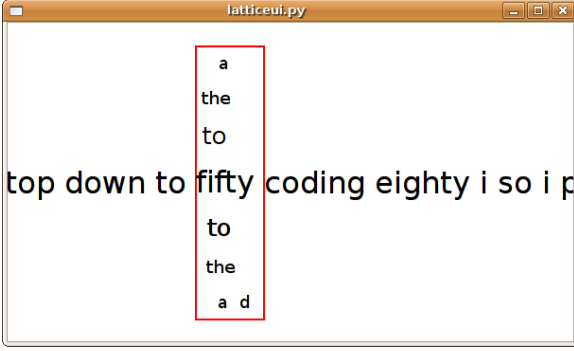 latticeui.py
a
the
to
top down to fifty coding eighty i so i p
to
the
a d